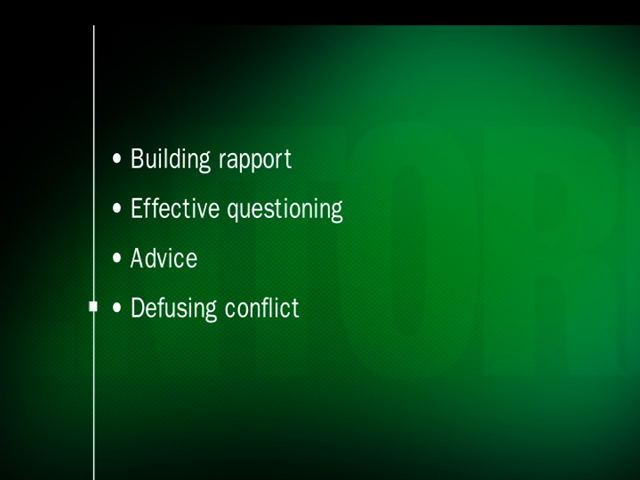 • Building rapport
• Effective questioning
• Advice
• Defusing conflict